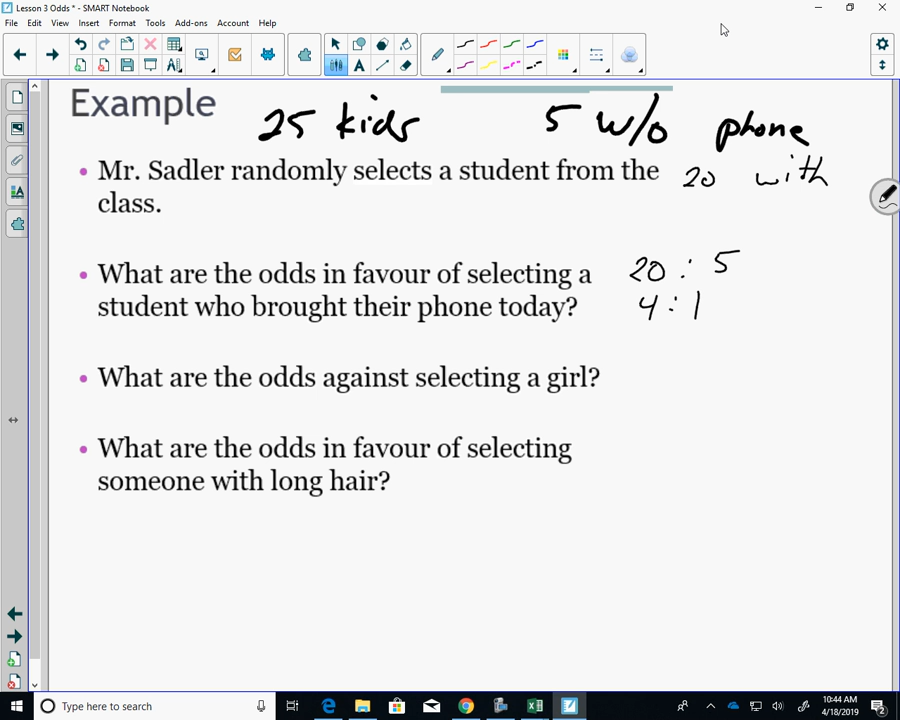 Lesson 3 Odds * - SMART Notebook
File Edit View Insert Format Tools Add-ons Account Help
Example
25 kids 5 w/o phone
• Mr. Sadler randomly selects a student from the
20 with
class.
• What are the odds in favour of selecting a
20 : 5
student who brought their phone today?
4 : 1
• What are the odds against selecting a girl?
• What are the odds in favour of selecting
someone with long hair?
Type here to search
10:44 AM
4/18/2019
2